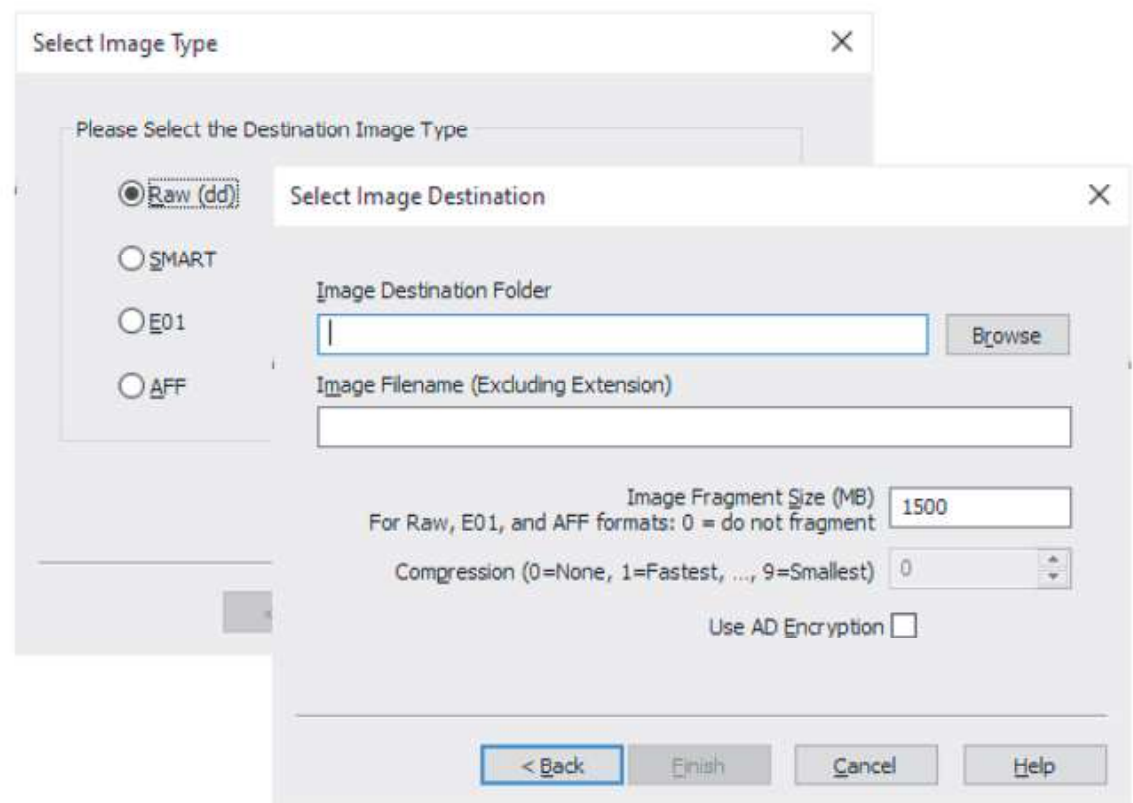 Select Image Type
Please Select the Destination Image Type
Raw (dd)
SMART
E01
AFF
Select Image Destination
Image Destination Folder
Browse
Image Filename (Excluding Extension)
Image Fragment Size (MB)
1500
For Raw, E01, and AFF formats: 0 = do not fragment
Compression (0=None, 1=Fastest, ..., 9=Smallest)
0
Use AD Encryption
< Back
Finish
Cancel
Help